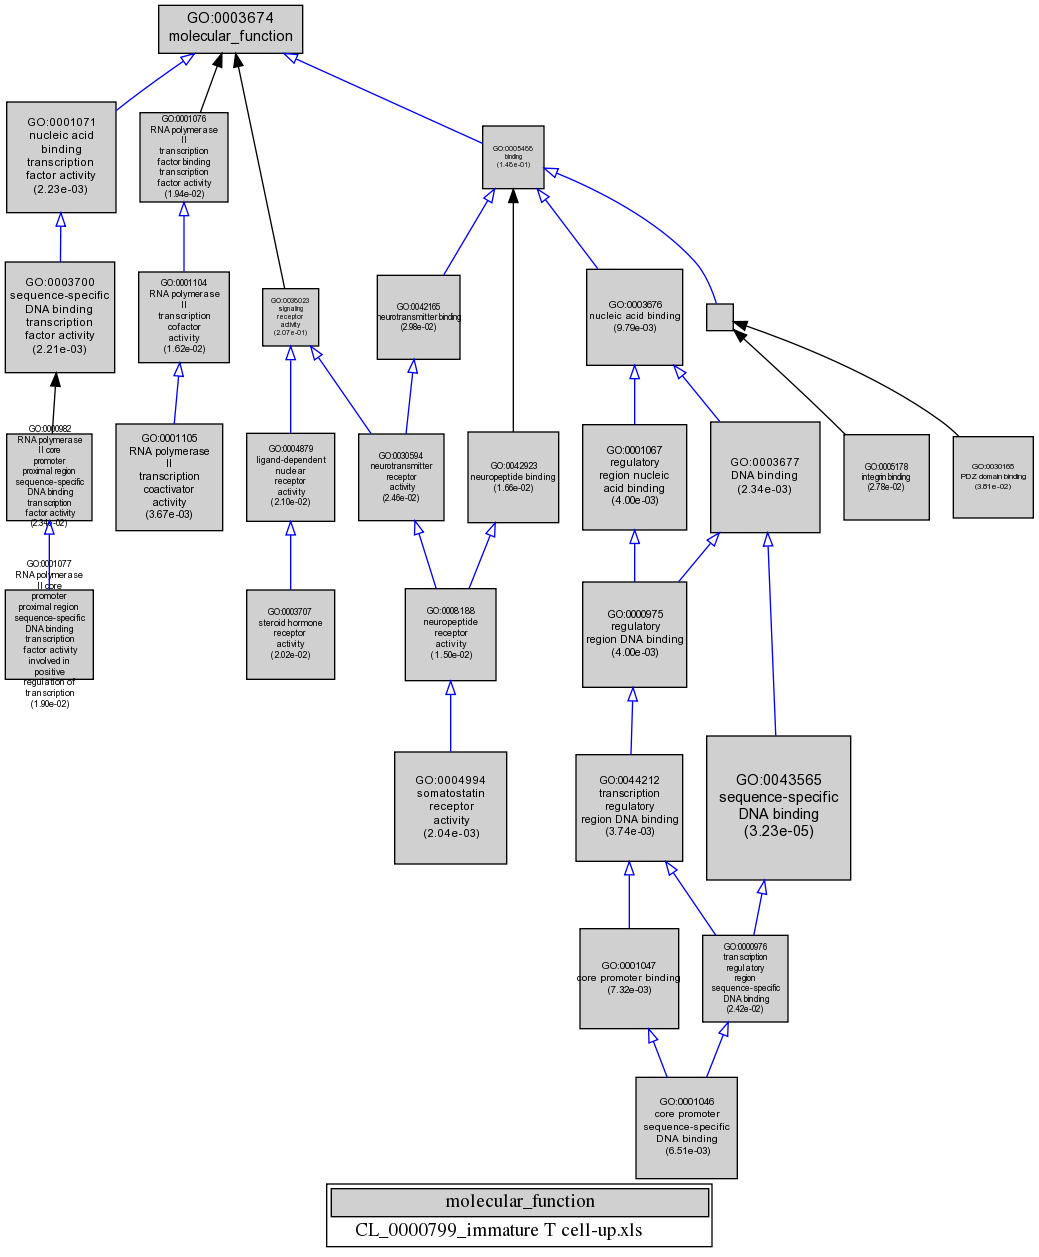 GO:0003674
molecular_function
GO:0001071
nucleic acid
binding
transcription
factor activity
(2.23e-03)
GO:0001076
RNA polymerase
II
transcription
factor binding
transcription
factor activity
(1.94e-02)
GO:0005488
binding
(1.48e-01)
GO:0003700
sequence-specific
DNA binding
transcription
factor activity
(2.21e-03)
GO:0001104
RNA polymerase
II
transcription
cofactor
activity
(1.62e-02)
GO:0038023
signaling
receptor
activity
(2.07e-01)
GO:0042165
neurotransmitter binding
(2.98e-02)
GO:0003676
nucleic acid binding
(9.79e-03)
GO:0000982
RNA polymerase
II core
promoter
proximal region
sequence-specific
DNA binding
transcription
factor activity
(2.34e-02)
GO:0001105
RNA polymerase
II
transcription
coactivator
activity
(3.67e-03)
GO:0004879
ligand-dependent
nuclear
receptor
activity
(2.10e-02)
GO:0030594
neurotransmitter
receptor
activity
(2.46e-02)
GO:0042923
neuropeptide binding
(1.66e-02)
GO:0001067
regulatory
region nucleic
acid binding
(4.00e-03)
GO:0003677
DNA binding
(2.34e-03)
GO:0005178
integrin binding
(2.78e-02)
GO:0030165
PDZ domain binding
(3.81e-02)
GO:0001077
RNA polymerase
II core
promoter
proximal region
sequence-specific
DNA binding
transcription
factor activity
involved in
positive
regulation of
transcription
(1.90e-02)
GO:0003707
steroid hormone
receptor
activity
(2.02e-02)
GO:0008188
neuropeptide
receptor
activity
(1.50e-02)
GO:0000975
regulatory
region DNA binding
(4.00e-03)
GO:0004994
somatostatin
receptor
activity
(2.04e-03)
GO:0044212
transcription
regulatory
region DNA binding
(3.74e-03)
GO:0043565
sequence-specific
DNA binding
(3.23e-05)
GO:0001047
core promoter binding
(7.32e-03)
GO:0000976
transcription
regulatory
region
sequence-specific
DNA binding
(2.42e-02)
GO:0001046
core promoter
sequence-specific
DNA binding
(6.51e-03)
molecular_function
CL_0000799_immature T cell-up.xls